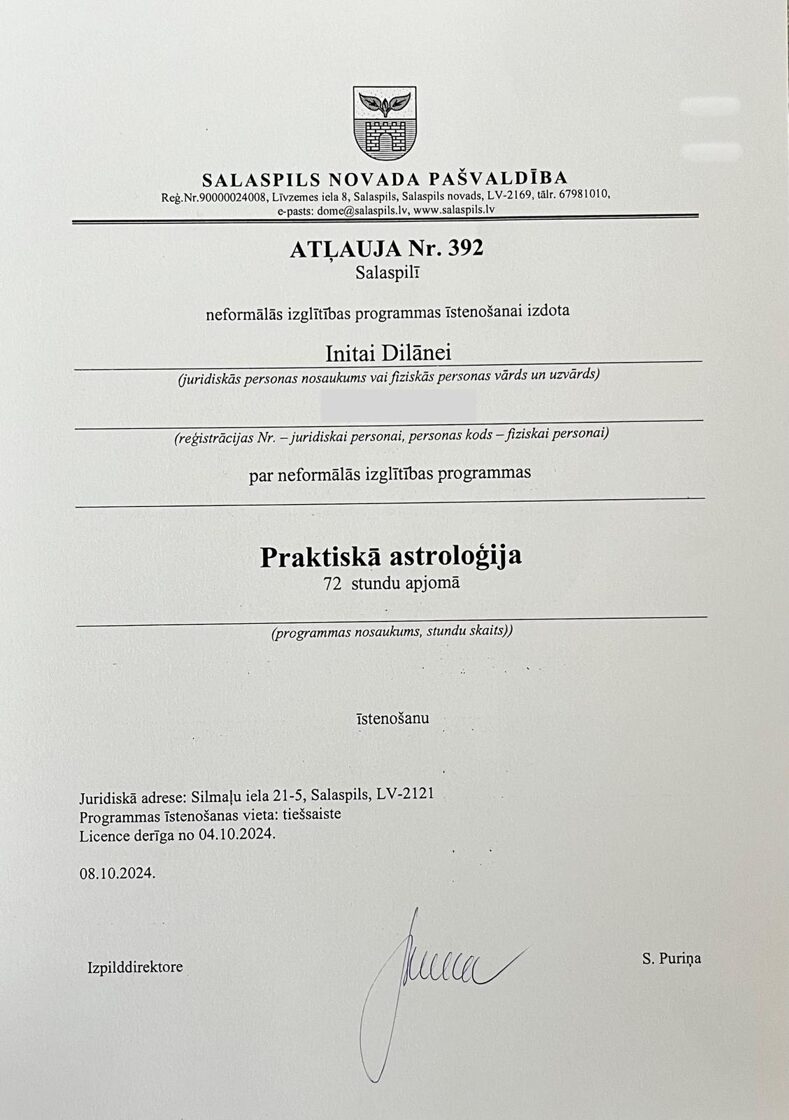 SALASPILS NOVADA PAŠVALDĪBA
Reģ.Nr.90000024008, Līvzemes iela 8, Salaspils, Salaspils novads, LV-2169, tālr. 67981010,
e-pasts: dome@salaspils.lv, www.salaspils.lv
ATĻAUJA Nr. 392
Salaspilī
neformālās izglītības programmas īstenošanai izdota
Initai Dilānei
(juridiskās personas nosaukums vai fiziskās personas vārds un uzvārds)
(reģistrācijas Nr. – juridiskai personai, personas kods – fiziskai personai)
par neformālās izglītības programmas
Praktiskā astroloģija
72 stundu apjomā
(programmas nosaukums, stundu skaits))
īstenošanu
Juridiskā adrese: Silmaļu iela 21-5, Salaspils, LV-2121
Programmas īstenošanas vieta: tiešsaiste
Licence derīga no 04.10.2024.
08.10.2024.
Izpilddirektore
S. Puriņa